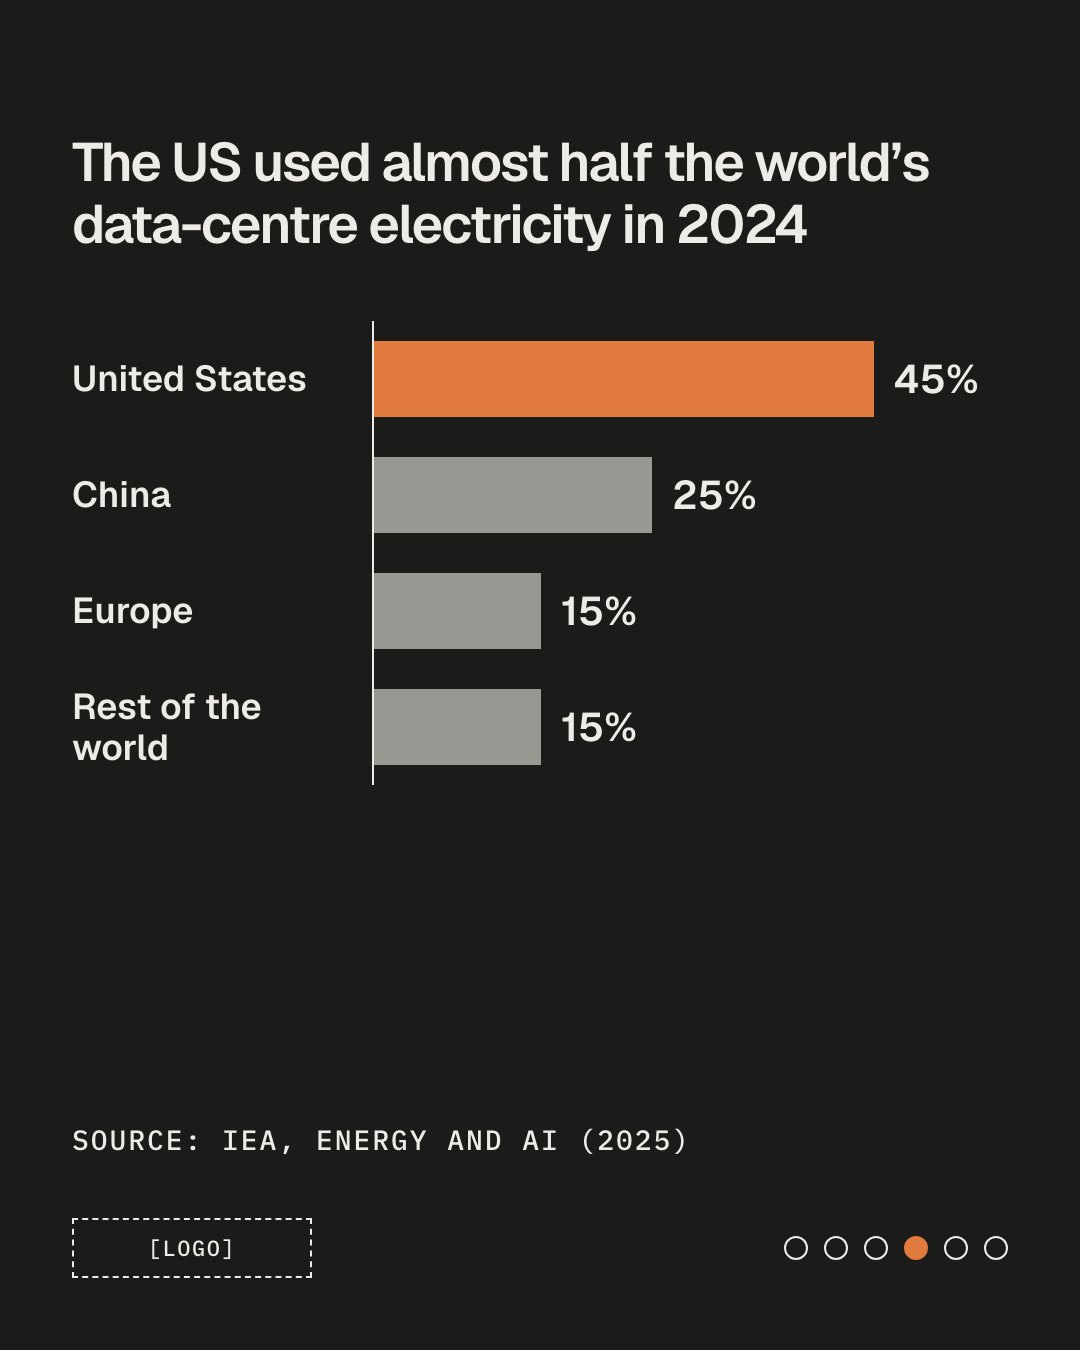 The US used almost half the world’s
data-centre electricity in 2024
United States
45%
China
25%
Europe
15%
Rest of the
world
15%
SOURCE: IEA, ENERGY AND AI (2025)
[LOGO]